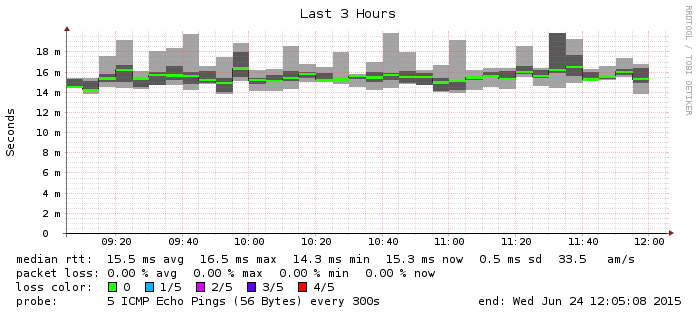 Last 3 Hours
RRDTOOL / TOBI OETIKER
Seconds
18 m
16 m
14 m
12 m
10 m
8 m
6 m
4 m
2 m
0
09:20 09:40 10:00 10:20 10:40 11:00 11:20 11:40 12:00
median rtt: 15.5 ms avg 16.5 ms max 14.3 ms min 15.3 ms now 0.5 ms sd 33.5 am/s
packet loss: 0.00 % avg 0.00 % max 0.00 % min 0.00 % now
loss color: 0 1/5 2/5 3/5 4/5
probe: 5 ICMP Echo Pings (56 Bytes) every 300s end: Wed Jun 24 12:05:08 2015